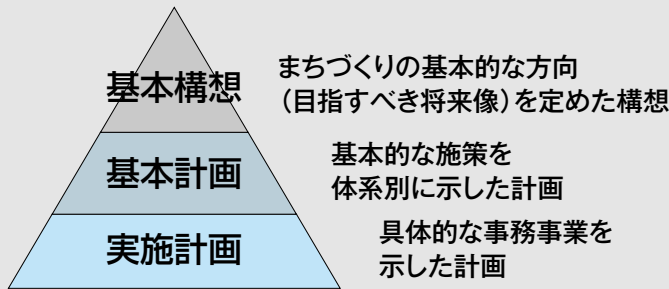 基本構想
まちづくりの基本的な方向
（目指すべき将来像）を定めた構想
基本計画
基本的な施策を
体系別に示した計画
実施計画
具体的な事務事業を
示した計画